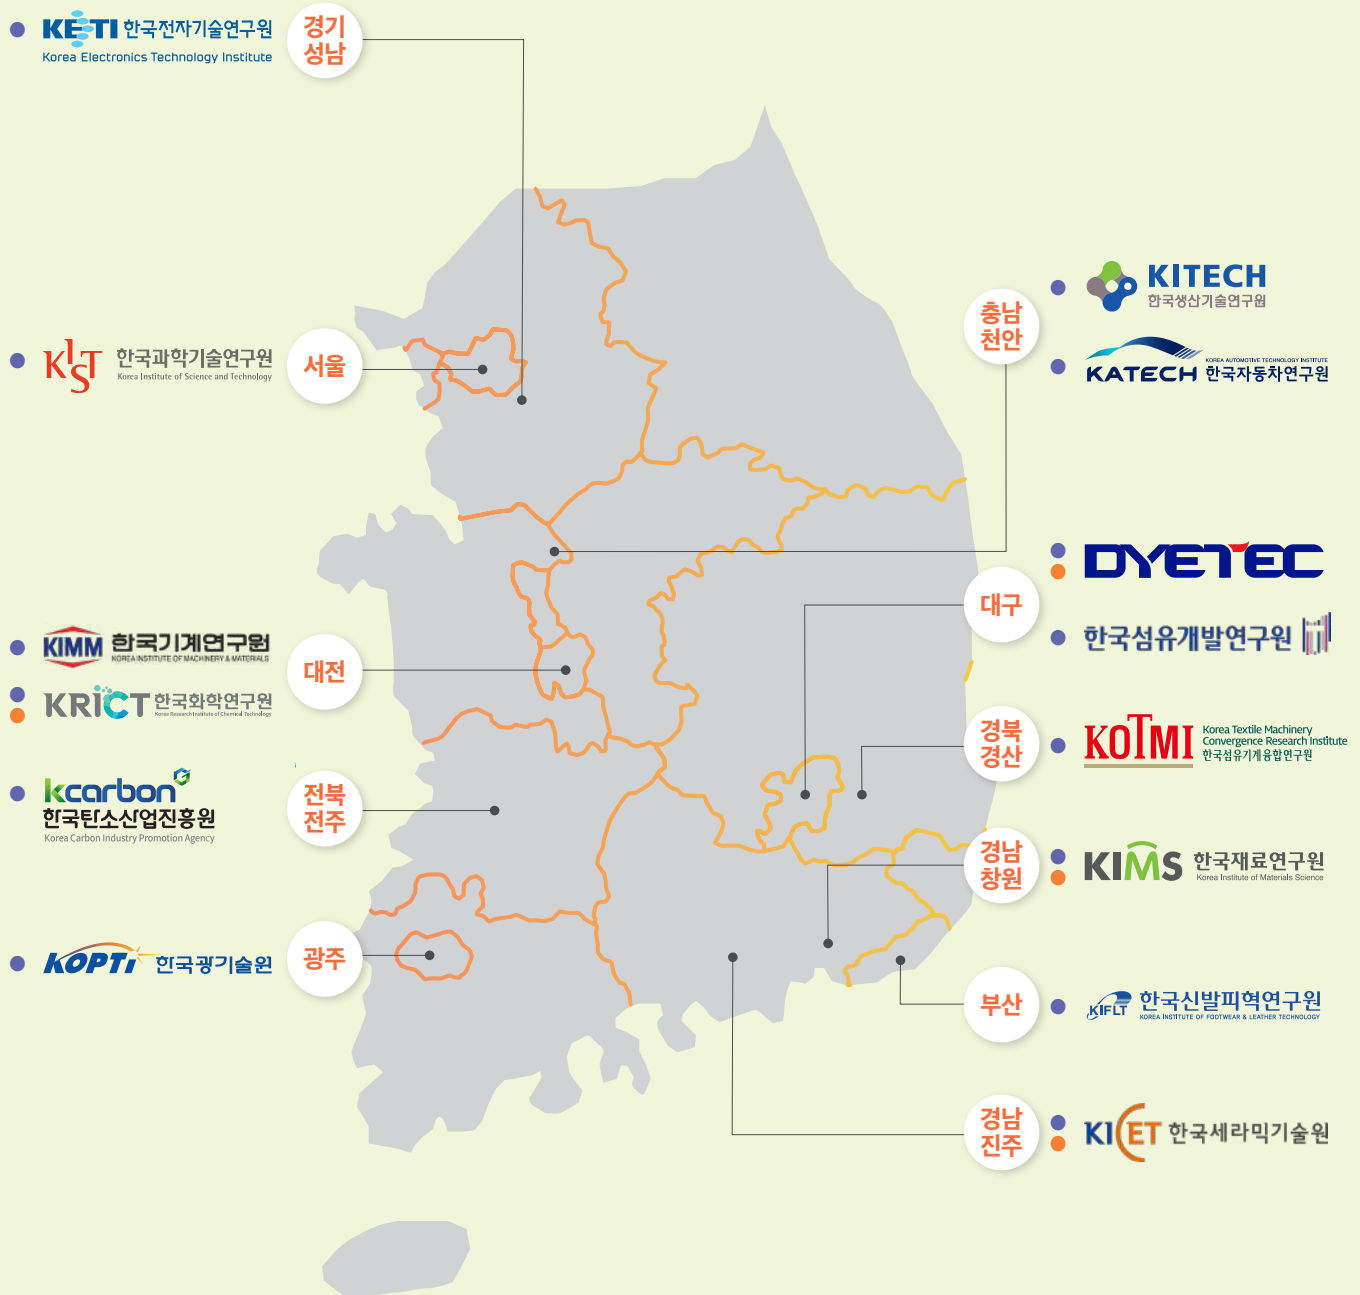 KETI 한국전자기술연구원
Korea Electronics Technology Institute
경기
성남
KIST 한국과학기술연구원
Korea Institute of Science and Technology
서울
KIMM 한국기계연구원
KOREA INSTITUTE OF MACHINERY & MATERIALS
KRICT 한국화학연구원
Korea Research Institute of Chemical Technology
대전
kcarbon
한국탄소산업진흥원
Korea Carbon Industry Promotion Agency
전북
전주
KOPTI 한국광기술원
광주
충남
천안
KITECH
한국생산기술연구원
KOREA AUTOMOTIVE TECHNOLOGY INSTITUTE
KATECH 한국자동차연구원
대구
DYETEC
한국섬유개발연구원
경북
경산
KOTMI
Korea Textile Machinery
Convergence Research Institute
한국섬유기계융합연구원
경남
창원
KIMS 한국재료연구원
Korea Institute of Materials Science
부산
KIFLT 한국신발피혁연구원
KOREA INSTITUTE OF FOOTWEAR & LEATHER TECHNOLOGY
경남
진주
KICET 한국세라믹기술원